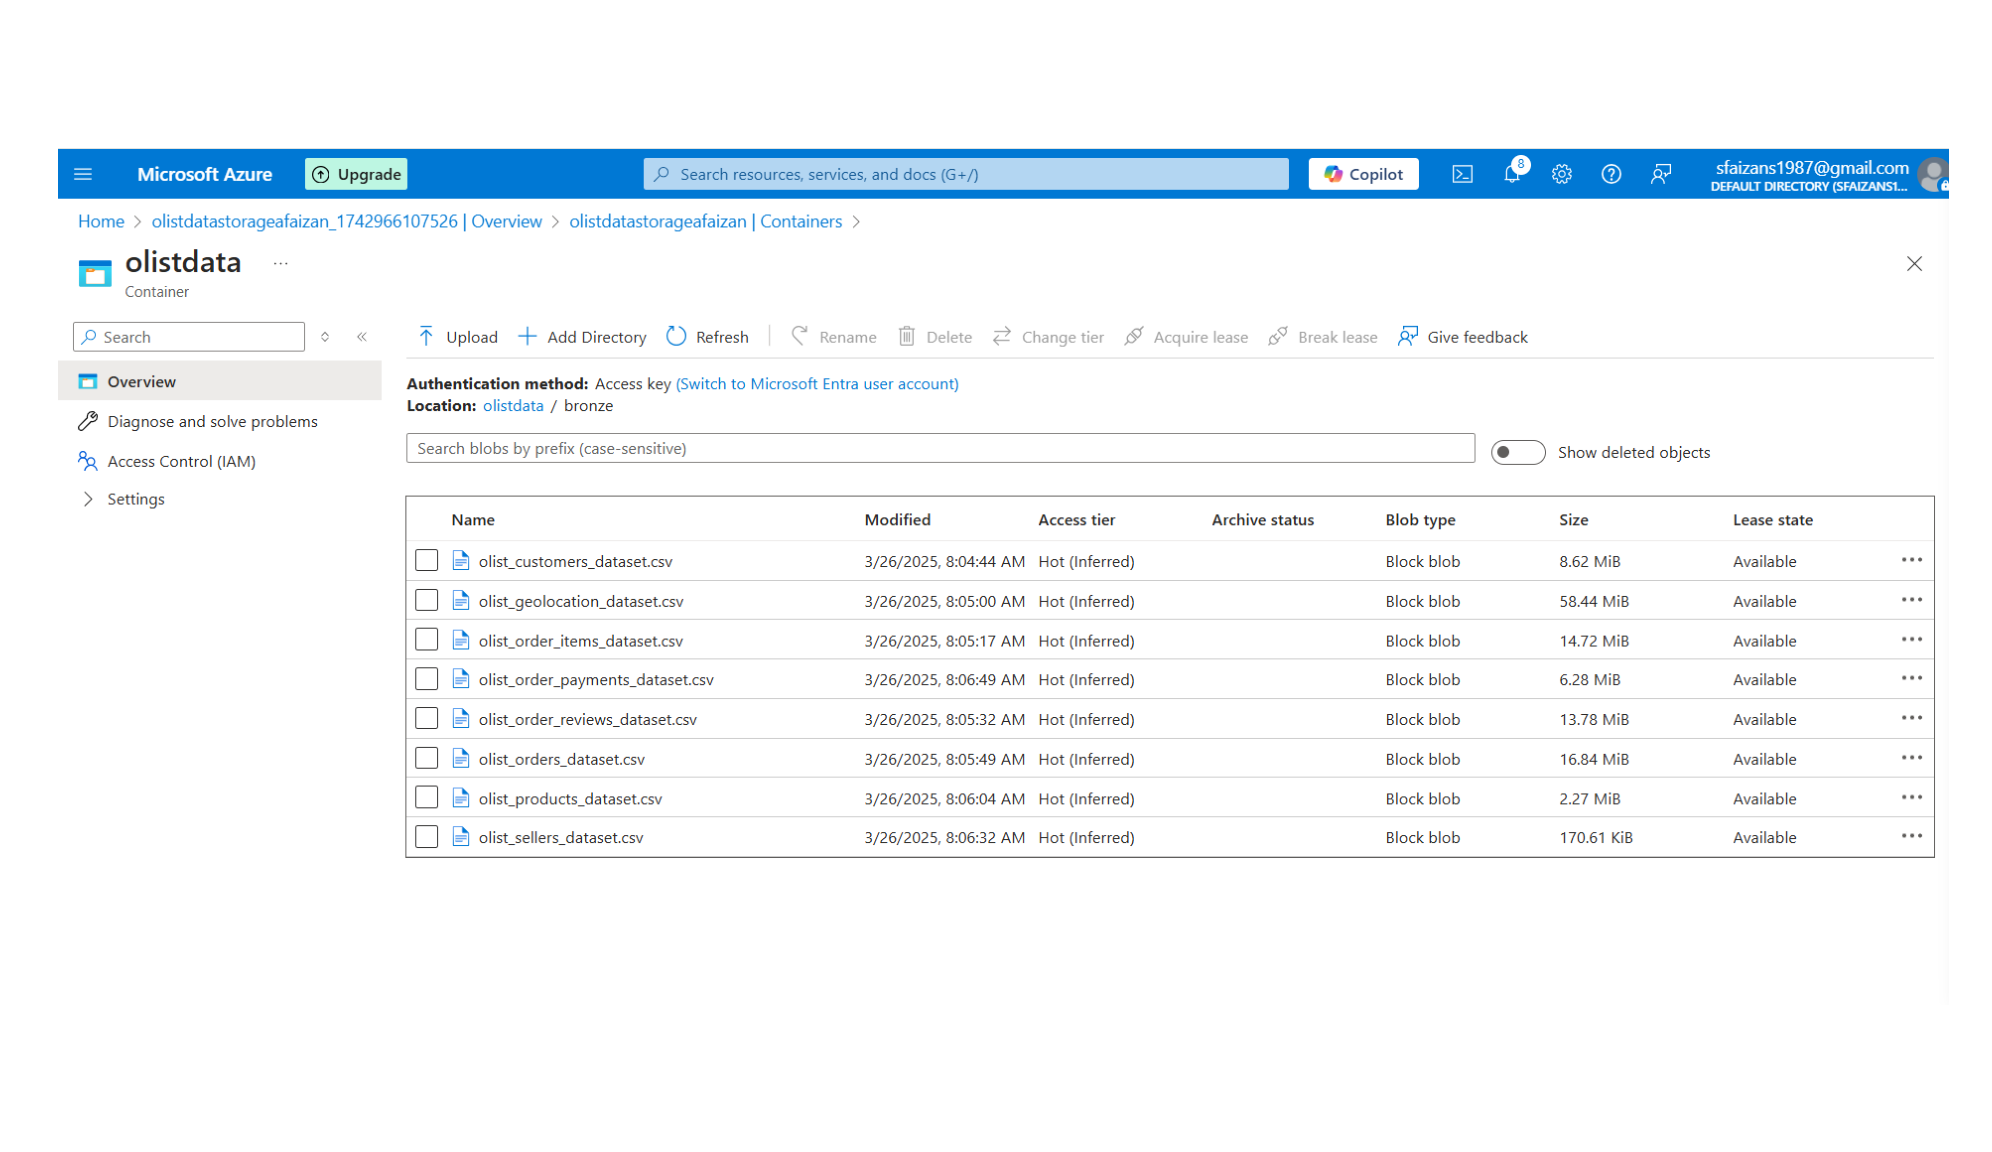 Microsoft Azure Upgrade Search resources, services, and docs (G+/) Copilot 8 sfaizans1987@gmail.com
DEFAULT DIRECTORY (SFAIZANS1...
Home > olistdatastorageafaizan_1742966107526 | Overview > olistdatastorageafaizan | Containers >
olistdata ...
Container
Search
Overview
Diagnose and solve problems
Access Control (IAM)
Settings
Upload Add Directory Refresh Rename Delete Change tier Acquire lease Break lease Give feedback
Authentication method: Access key (Switch to Microsoft Entra user account)
Location: olistdata / bronze
Search blobs by prefix (case-sensitive) Show deleted objects
Name Modified Access tier Archive status Blob type Size Lease state
olist_customers_dataset.csv 3/26/2025, 8:04:44 AM Hot (Inferred) Block blob 8.62 MiB Available
olist_geolocation_dataset.csv 3/26/2025, 8:05:00 AM Hot (Inferred) Block blob 58.44 MiB Available
olist_order_items_dataset.csv 3/26/2025, 8:05:17 AM Hot (Inferred) Block blob 14.72 MiB Available
olist_order_payments_dataset.csv 3/26/2025, 8:06:49 AM Hot (Inferred) Block blob 6.28 MiB Available
olist_order_reviews_dataset.csv 3/26/2025, 8:05:32 AM Hot (Inferred) Block blob 13.78 MiB Available
olist_orders_dataset.csv 3/26/2025, 8:05:49 AM Hot (Inferred) Block blob 16.84 MiB Available
olist_products_dataset.csv 3/26/2025, 8:06:04 AM Hot (Inferred) Block blob 2.27 MiB Available
olist_sellers_dataset.csv 3/26/2025, 8:06:32 AM Hot (Inferred) Block blob 170.61 KiB Available